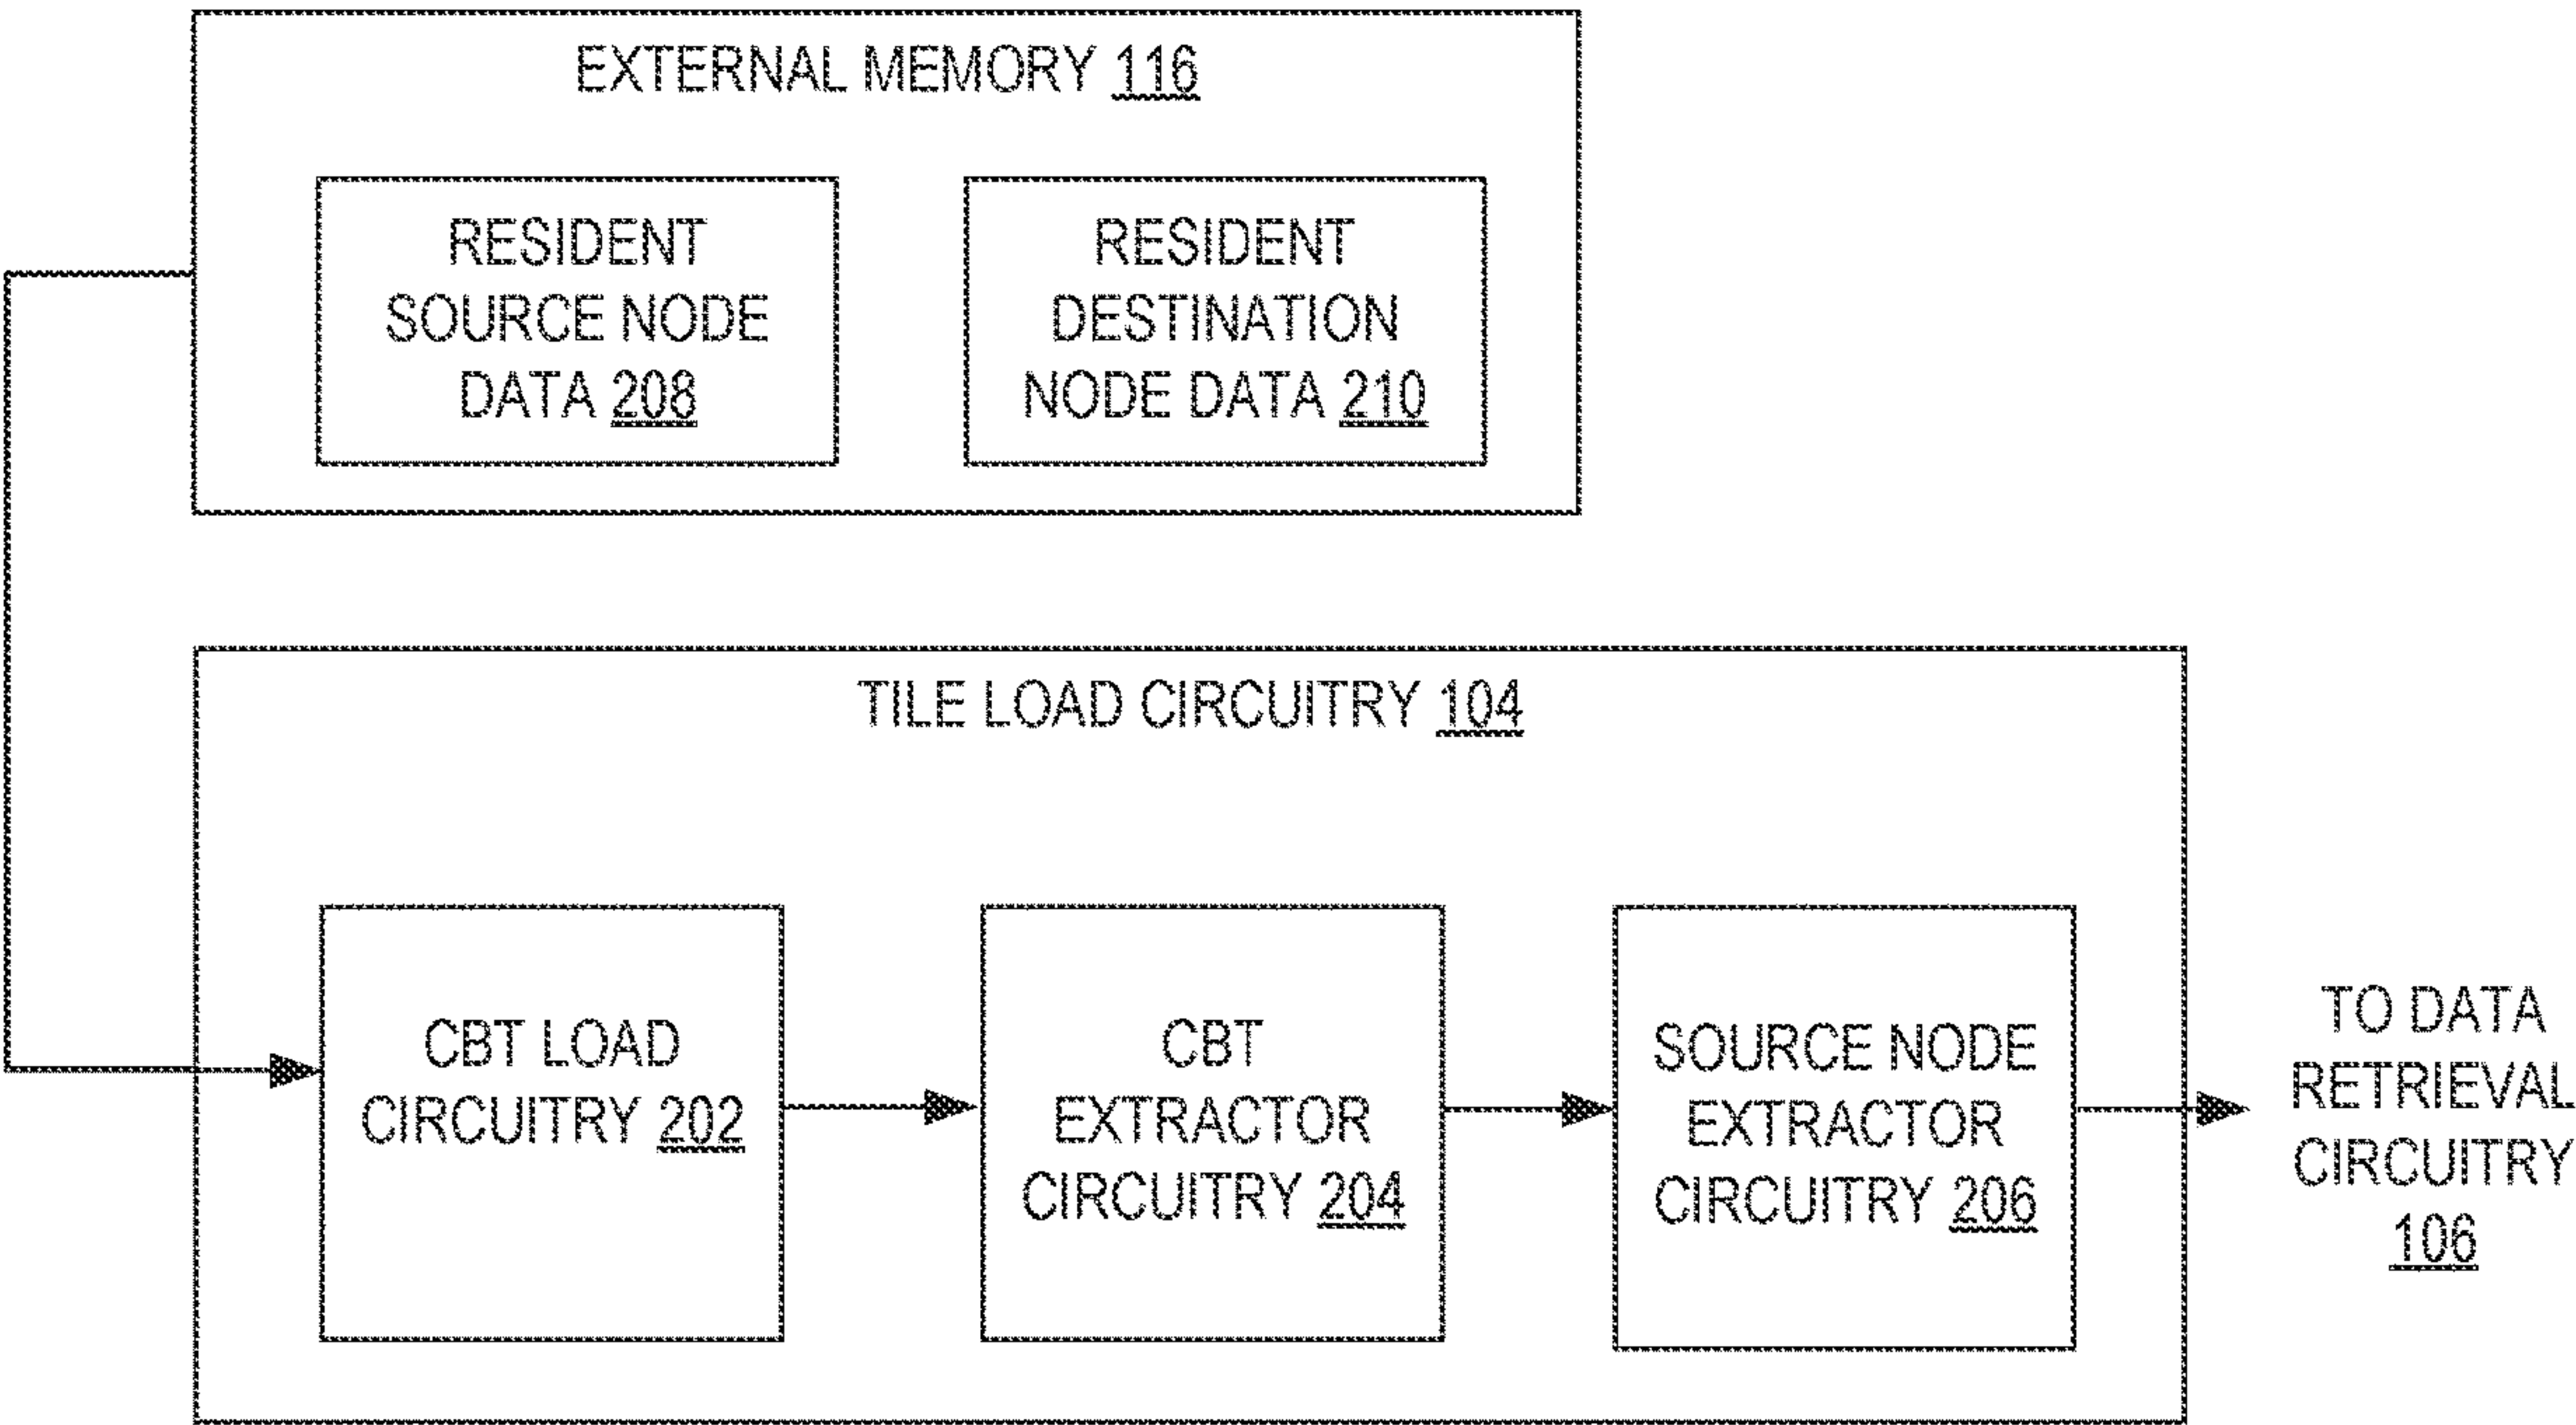 EXTERNAL MEMORY 116
RESIDENT
SOURCE NODE
DATA 208
RESIDENT
DESTINATION
NODE DATA 210
TILE LOAD CIRCUITRY 104
CBT LOAD
CIRCUITRY 202
CBT
EXTRACTOR
CIRCUITRY 204
SOURCE NODE
EXTRACTOR
CIRCUITRY 206
TO DATA
RETRIEVAL
CIRCUITRY
106